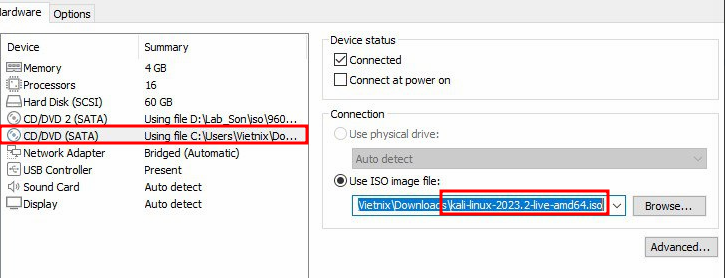 Hardware Options
Device Summary
Memory 4 GB
Processors 16
Hard Disk (SCSI) 60 GB
CD/DVD 2 (SATA) Using file D:\Lab_Son\iso\960...
CD/DVD (SATA) Using file C:\Users\Vietnix\Do...
Network Adapter Bridged (Automatic)
USB Controller Present
Sound Card Auto detect
Display Auto detect
Device status
Connected
Connect at power on
Connection
Use physical drive:
Auto detect
Use ISO image file:
Vietnix\Downloads\kali-linux-2023.2-live-amd64.iso
Browse...
Advanced...